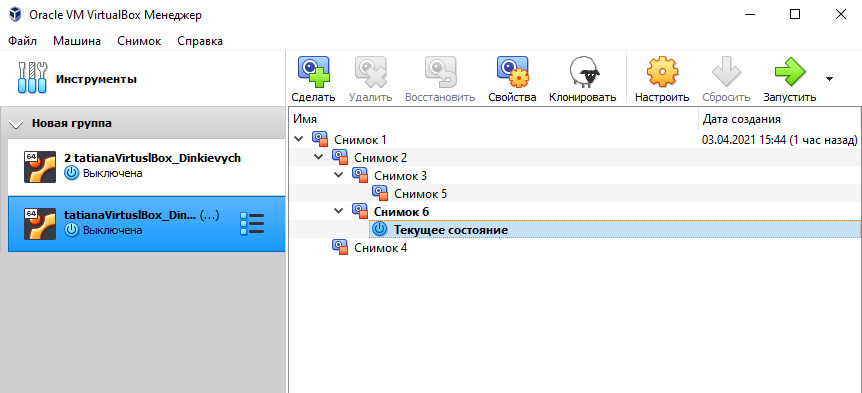 Oracle VM VirtualBox Менеджер
Файл Машина Снимок Справка
Инструменты
Сделать Удалить Восстановить Свойства Клонировать Настроить Сбросить Запустить
Новая группа
Имя Дата создания
64 2 tatianaVirtuslBox_Dinkievych
Выключена
64 tatianaVirtuslBox_Din... (...)
Выключена
Снимок 1 03.04.2021 15:44 (1 час назад)
Снимок 2
Снимок 3
Снимок 5
Снимок 6
Текущее состояние
Снимок 4